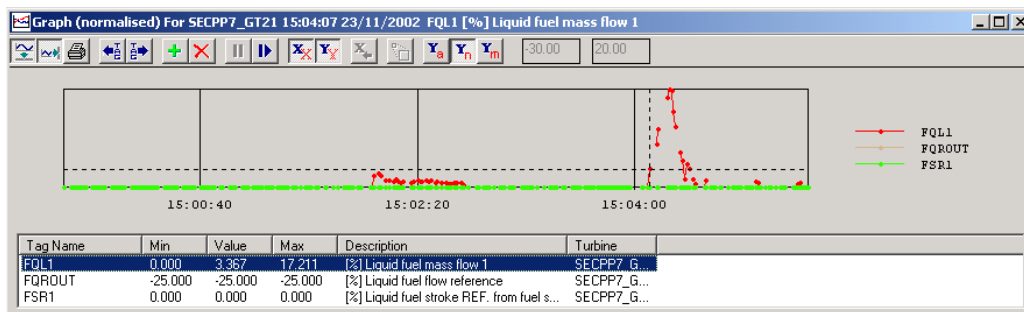 Graph (normalised) For SECPP7_GT21 15:04:07 23/11/2002 FQL1 [%] Liquid fuel mass flow 1
T E T E X X Y X X Y a Y n Y m -30.00 20.00
FQL1
FQROUT
FSR1
15:00:40 15:02:20 15:04:00
Tag Name Min Value Max Description Turbine
FQL1 0.000 3.367 17.211 [%] Liquid fuel mass flow 1 SECPP7_G...
FQROUT -25.000 -25.000 -25.000 [%] Liquid fuel flow reference SECPP7_G...
FSR1 0.000 0.000 0.000 [%] Liquid fuel stroke REF. from fuel s... SECPP7_G...